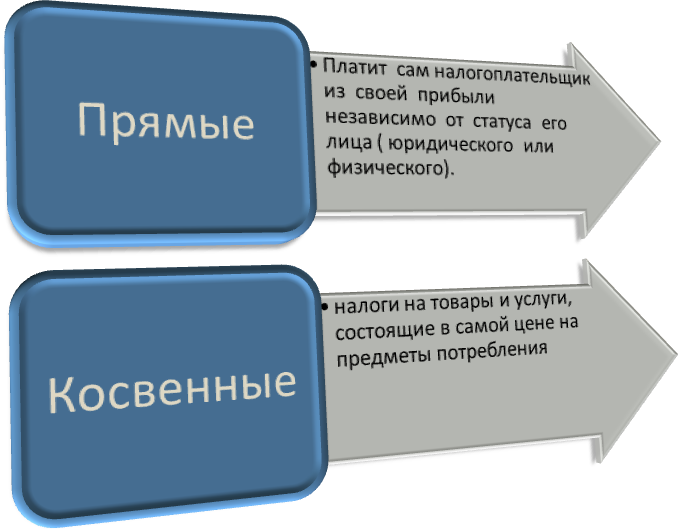 Прямые
• Платит сам налогоплательщик
из своей прибыли
независимо от статуса его
лица ( юридического или
физического).
Косвенные
• налоги на товары и услуги,
состоящие в самой цене на
предметы потребления